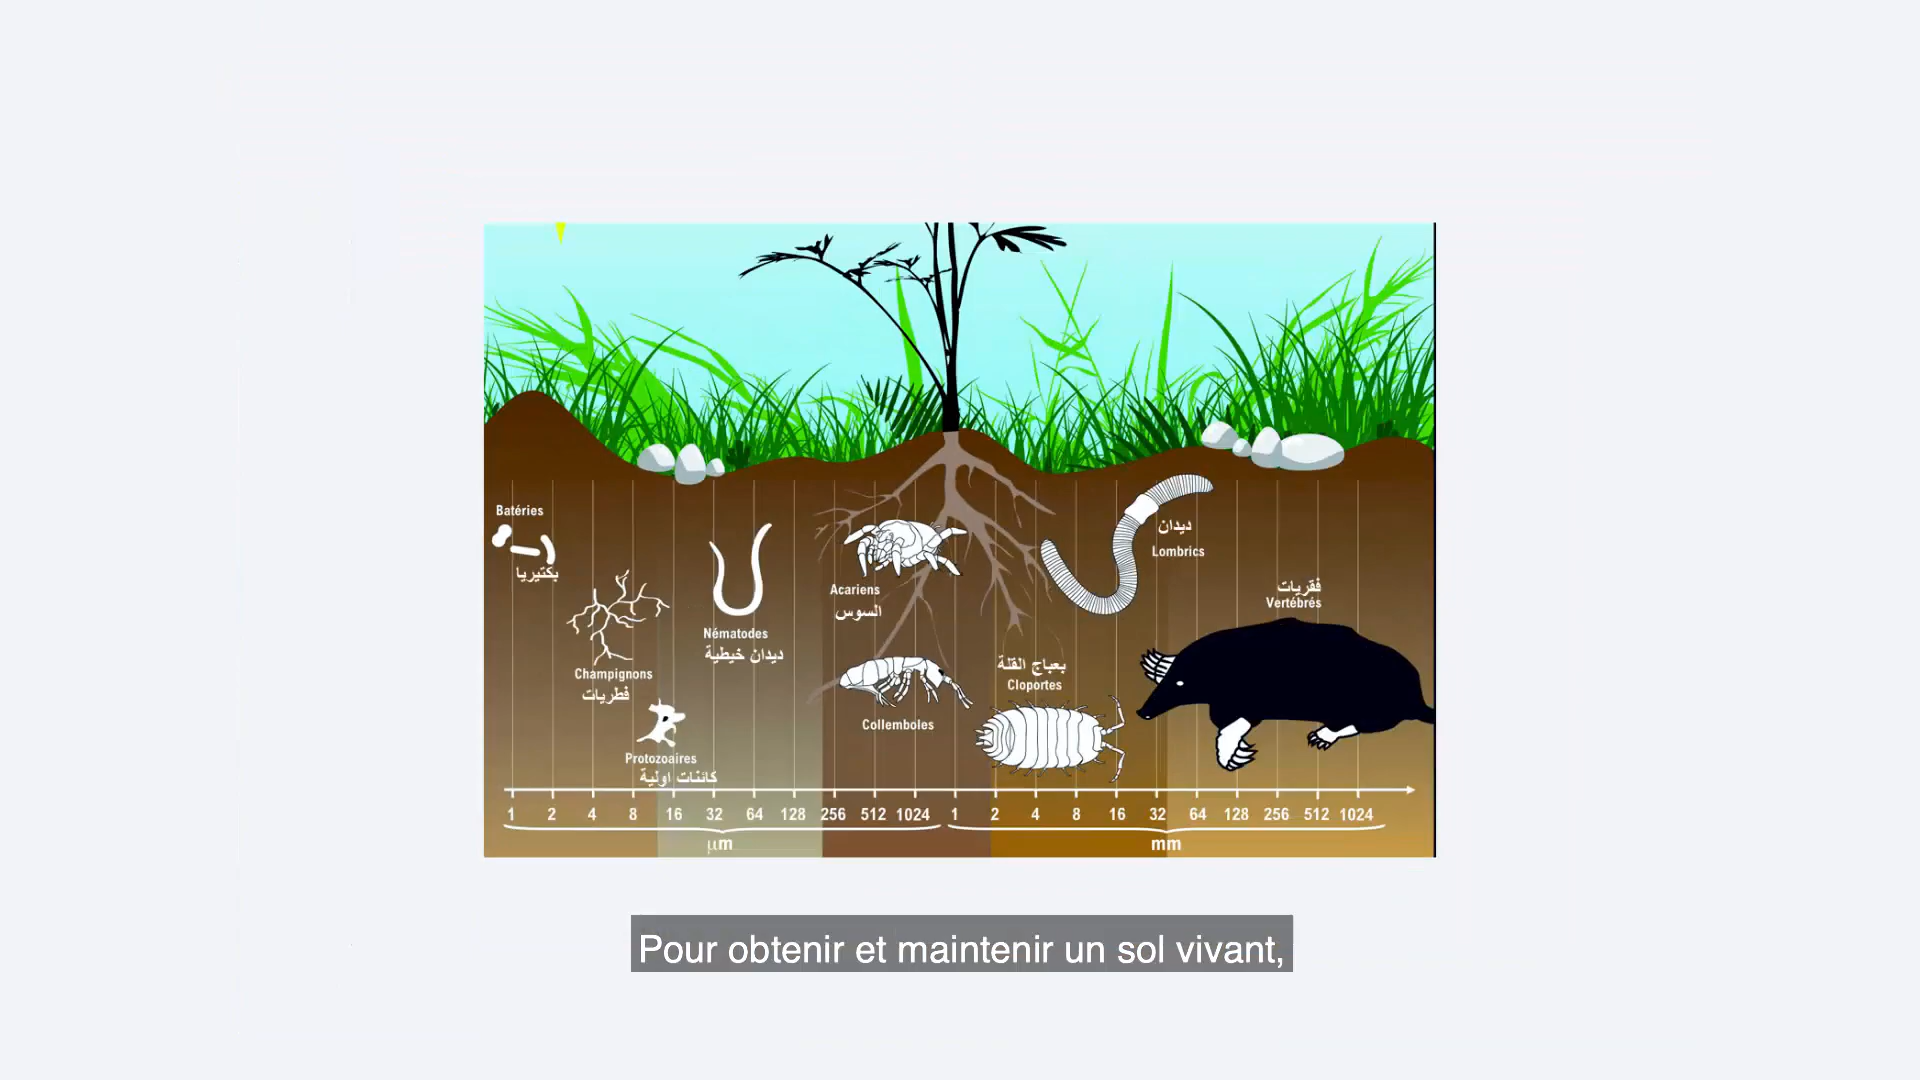 Batéries
بكتيريا
Champignons
فطريات
Protozoaires
كائنات اولية
Nématodes
ديدان خيطية
Acariens
السوس
Collemboles
بعباج القلة
Cloportes
ديدان
Lombrics
فقريات
Vertébrés
1 2 4 8 16 32 64 128 256 512 1024 1 2 4 8 16 32 64 128 256 512 1024
µm mm
Pour obtenir et maintenir un sol vivant,